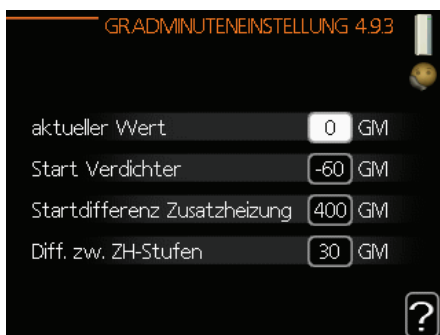 GRADMINUTENEINSTELLUNG 4.9.3
aktueller Wert 0 GM
Start Verdichter -60 GM
Startdifferenz Zusatzheizung 400 GM
Diff. zw. ZH-Stufen 30 GM
?